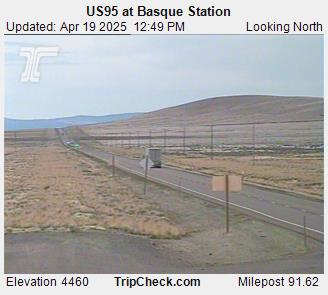 US95 at Basque Station
Updated: Apr 19 2025 12:49 PM Looking North
Elevation 4460 TripCheck.com Milepost 91.62